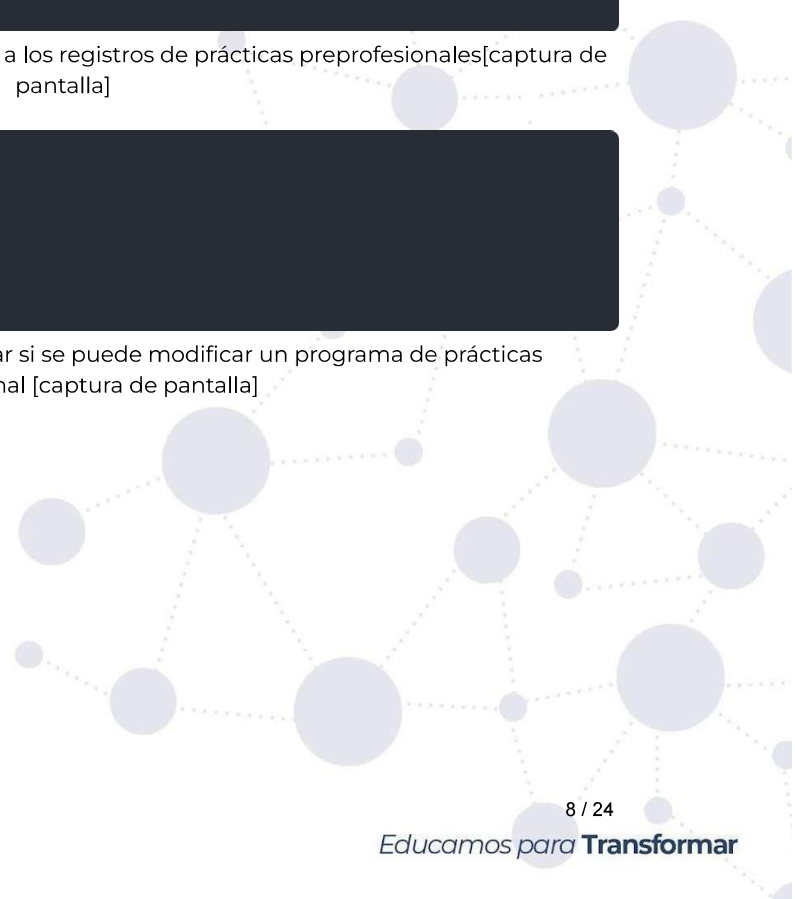 a los registros de prácticas preprofesionales[captura de
pantalla]
ar si se puede modificar un programa de prácticas
nal [captura de pantalla]
8 / 24
Educamos para Transformar